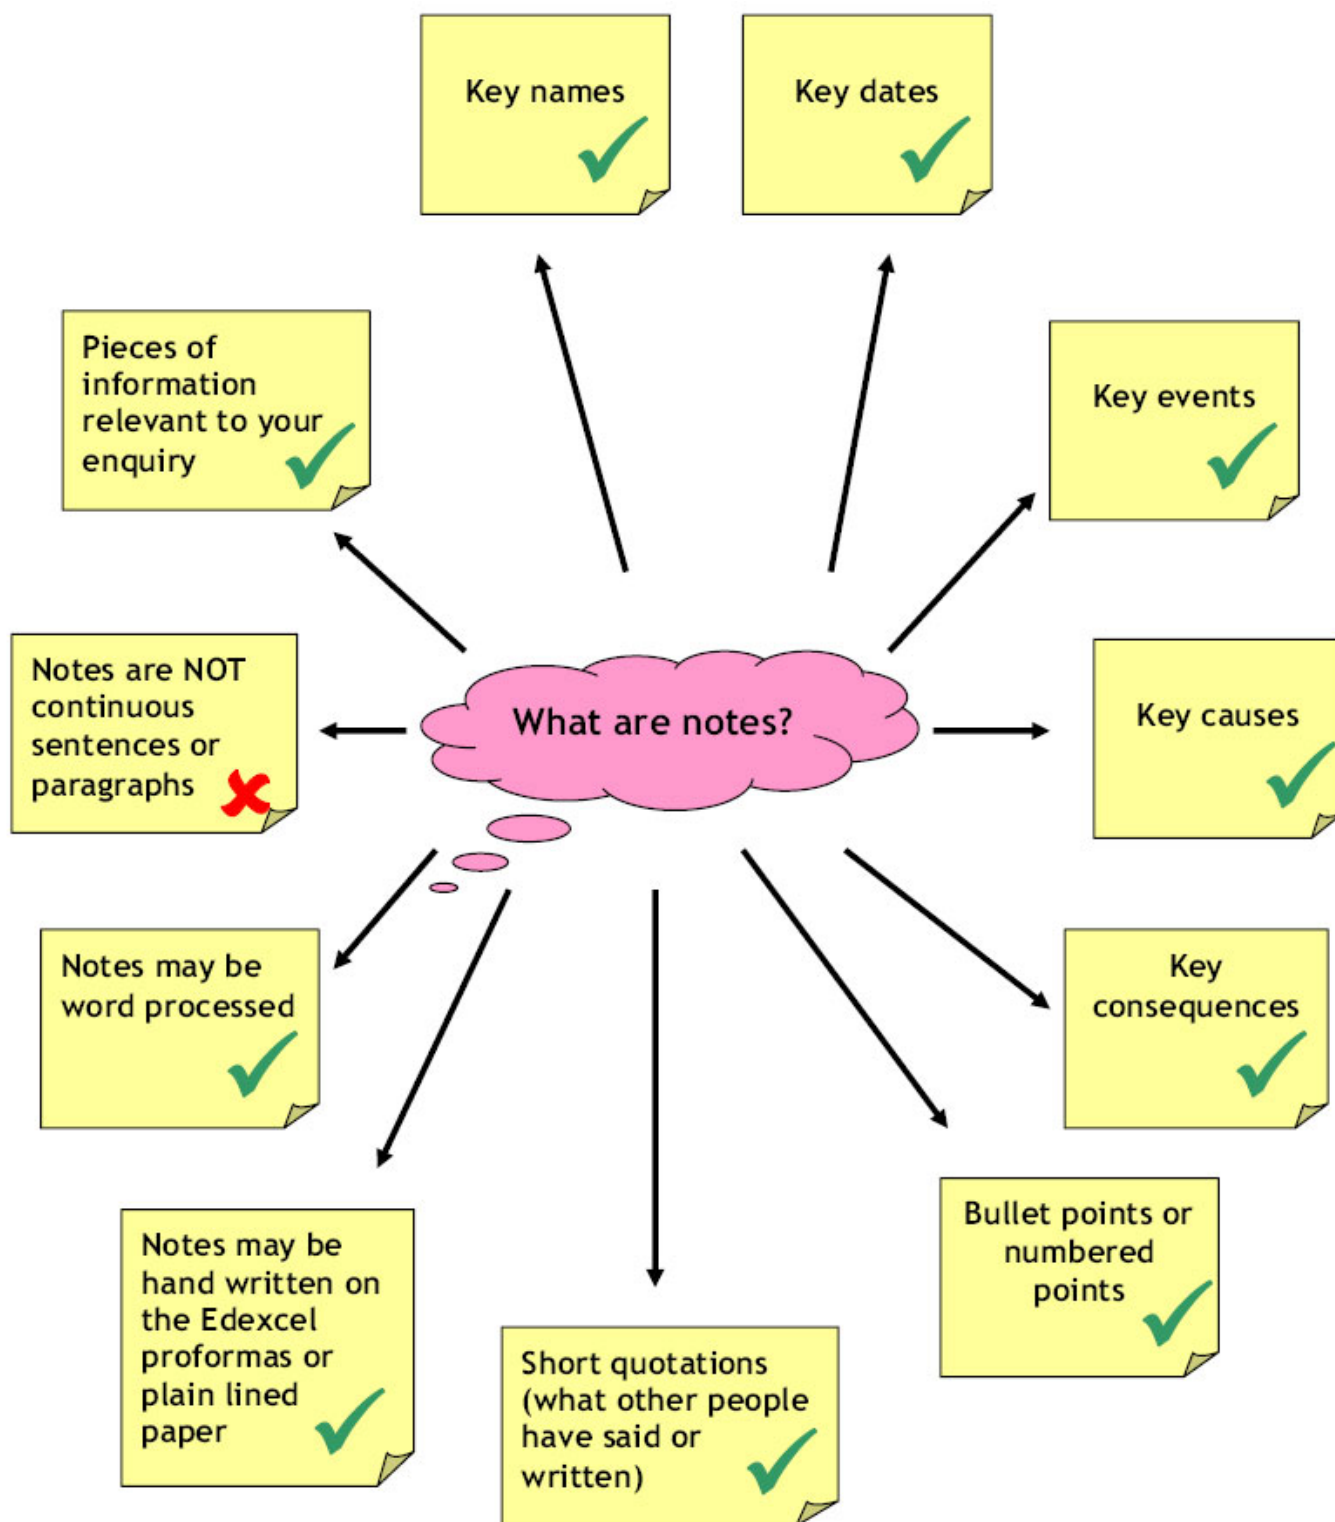 Key names
Key dates
Pieces of
information
relevant to your
enquiry
Key events
Notes are NOT
continuous
sentences or
paragraphs
What are notes?
Key causes
Notes may be
word processed
Key
consequences
Notes may be
hand written on
the Edexcel
proformas or
plain lined
paper
Short quotations
(what other people
have said or
written)
Bullet points or
numbered
points